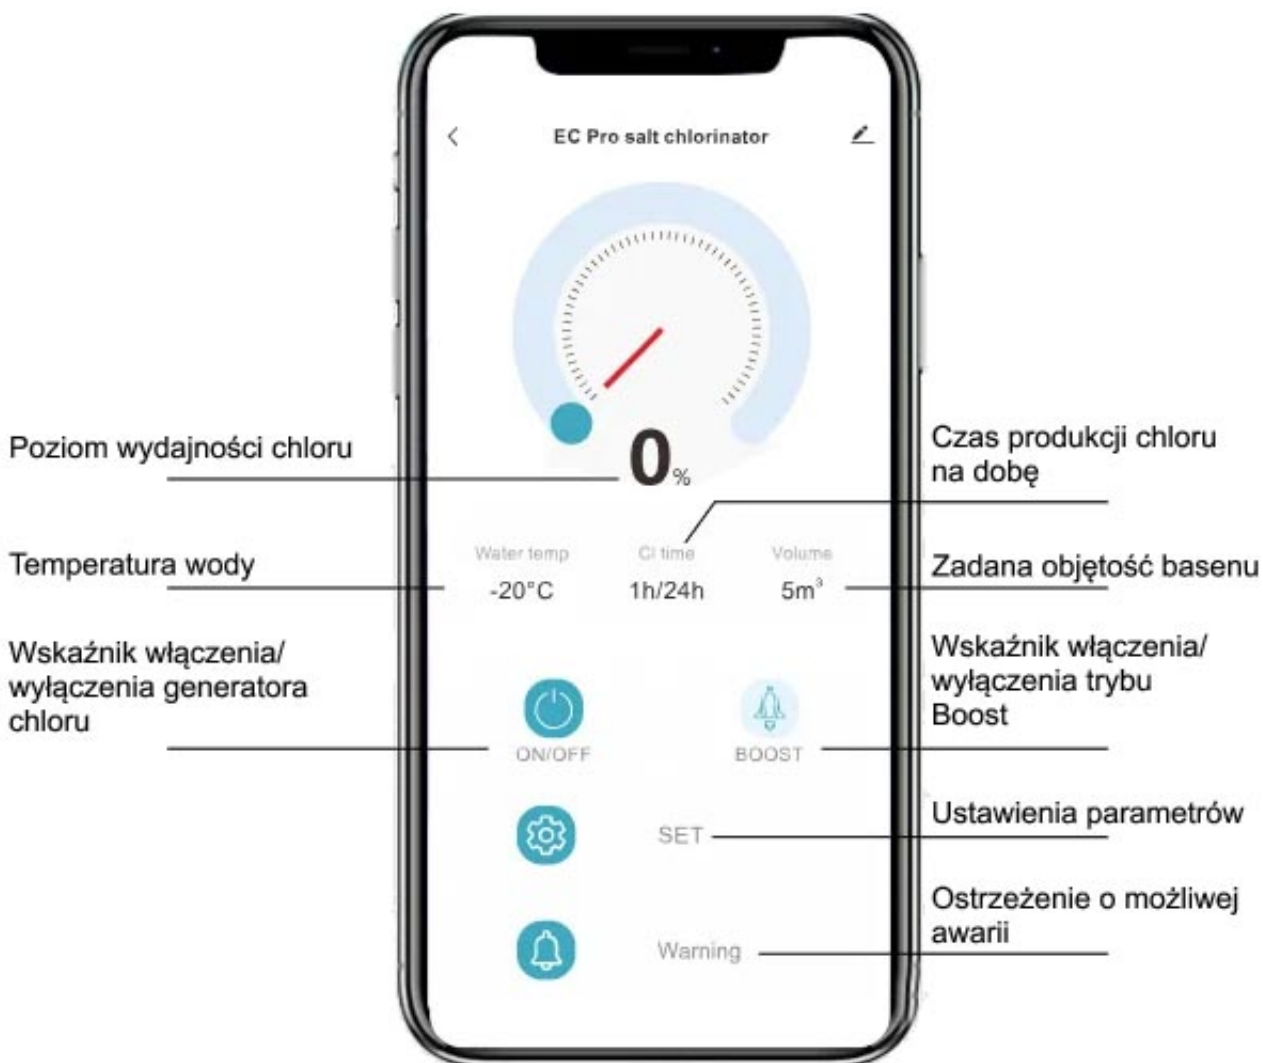 EC Pro salt chlorinator
Poziom wydajności chloru
0%
Czas produkcji chloru
na dobę
Temperatura wody
Water temp
-20°C
Cl time
1h/24h
Volume
5m³
Zadana objętość basenu
Wskaźnik włączenia/
wyłączenia generatora
chloru
ON/OFF
BOOST
Wskaźnik włączenia/
wyłączenia trybu
Boost
SET
Ustawienia parametrów
Warning
Ostrzeżenie o możliwej
awarii